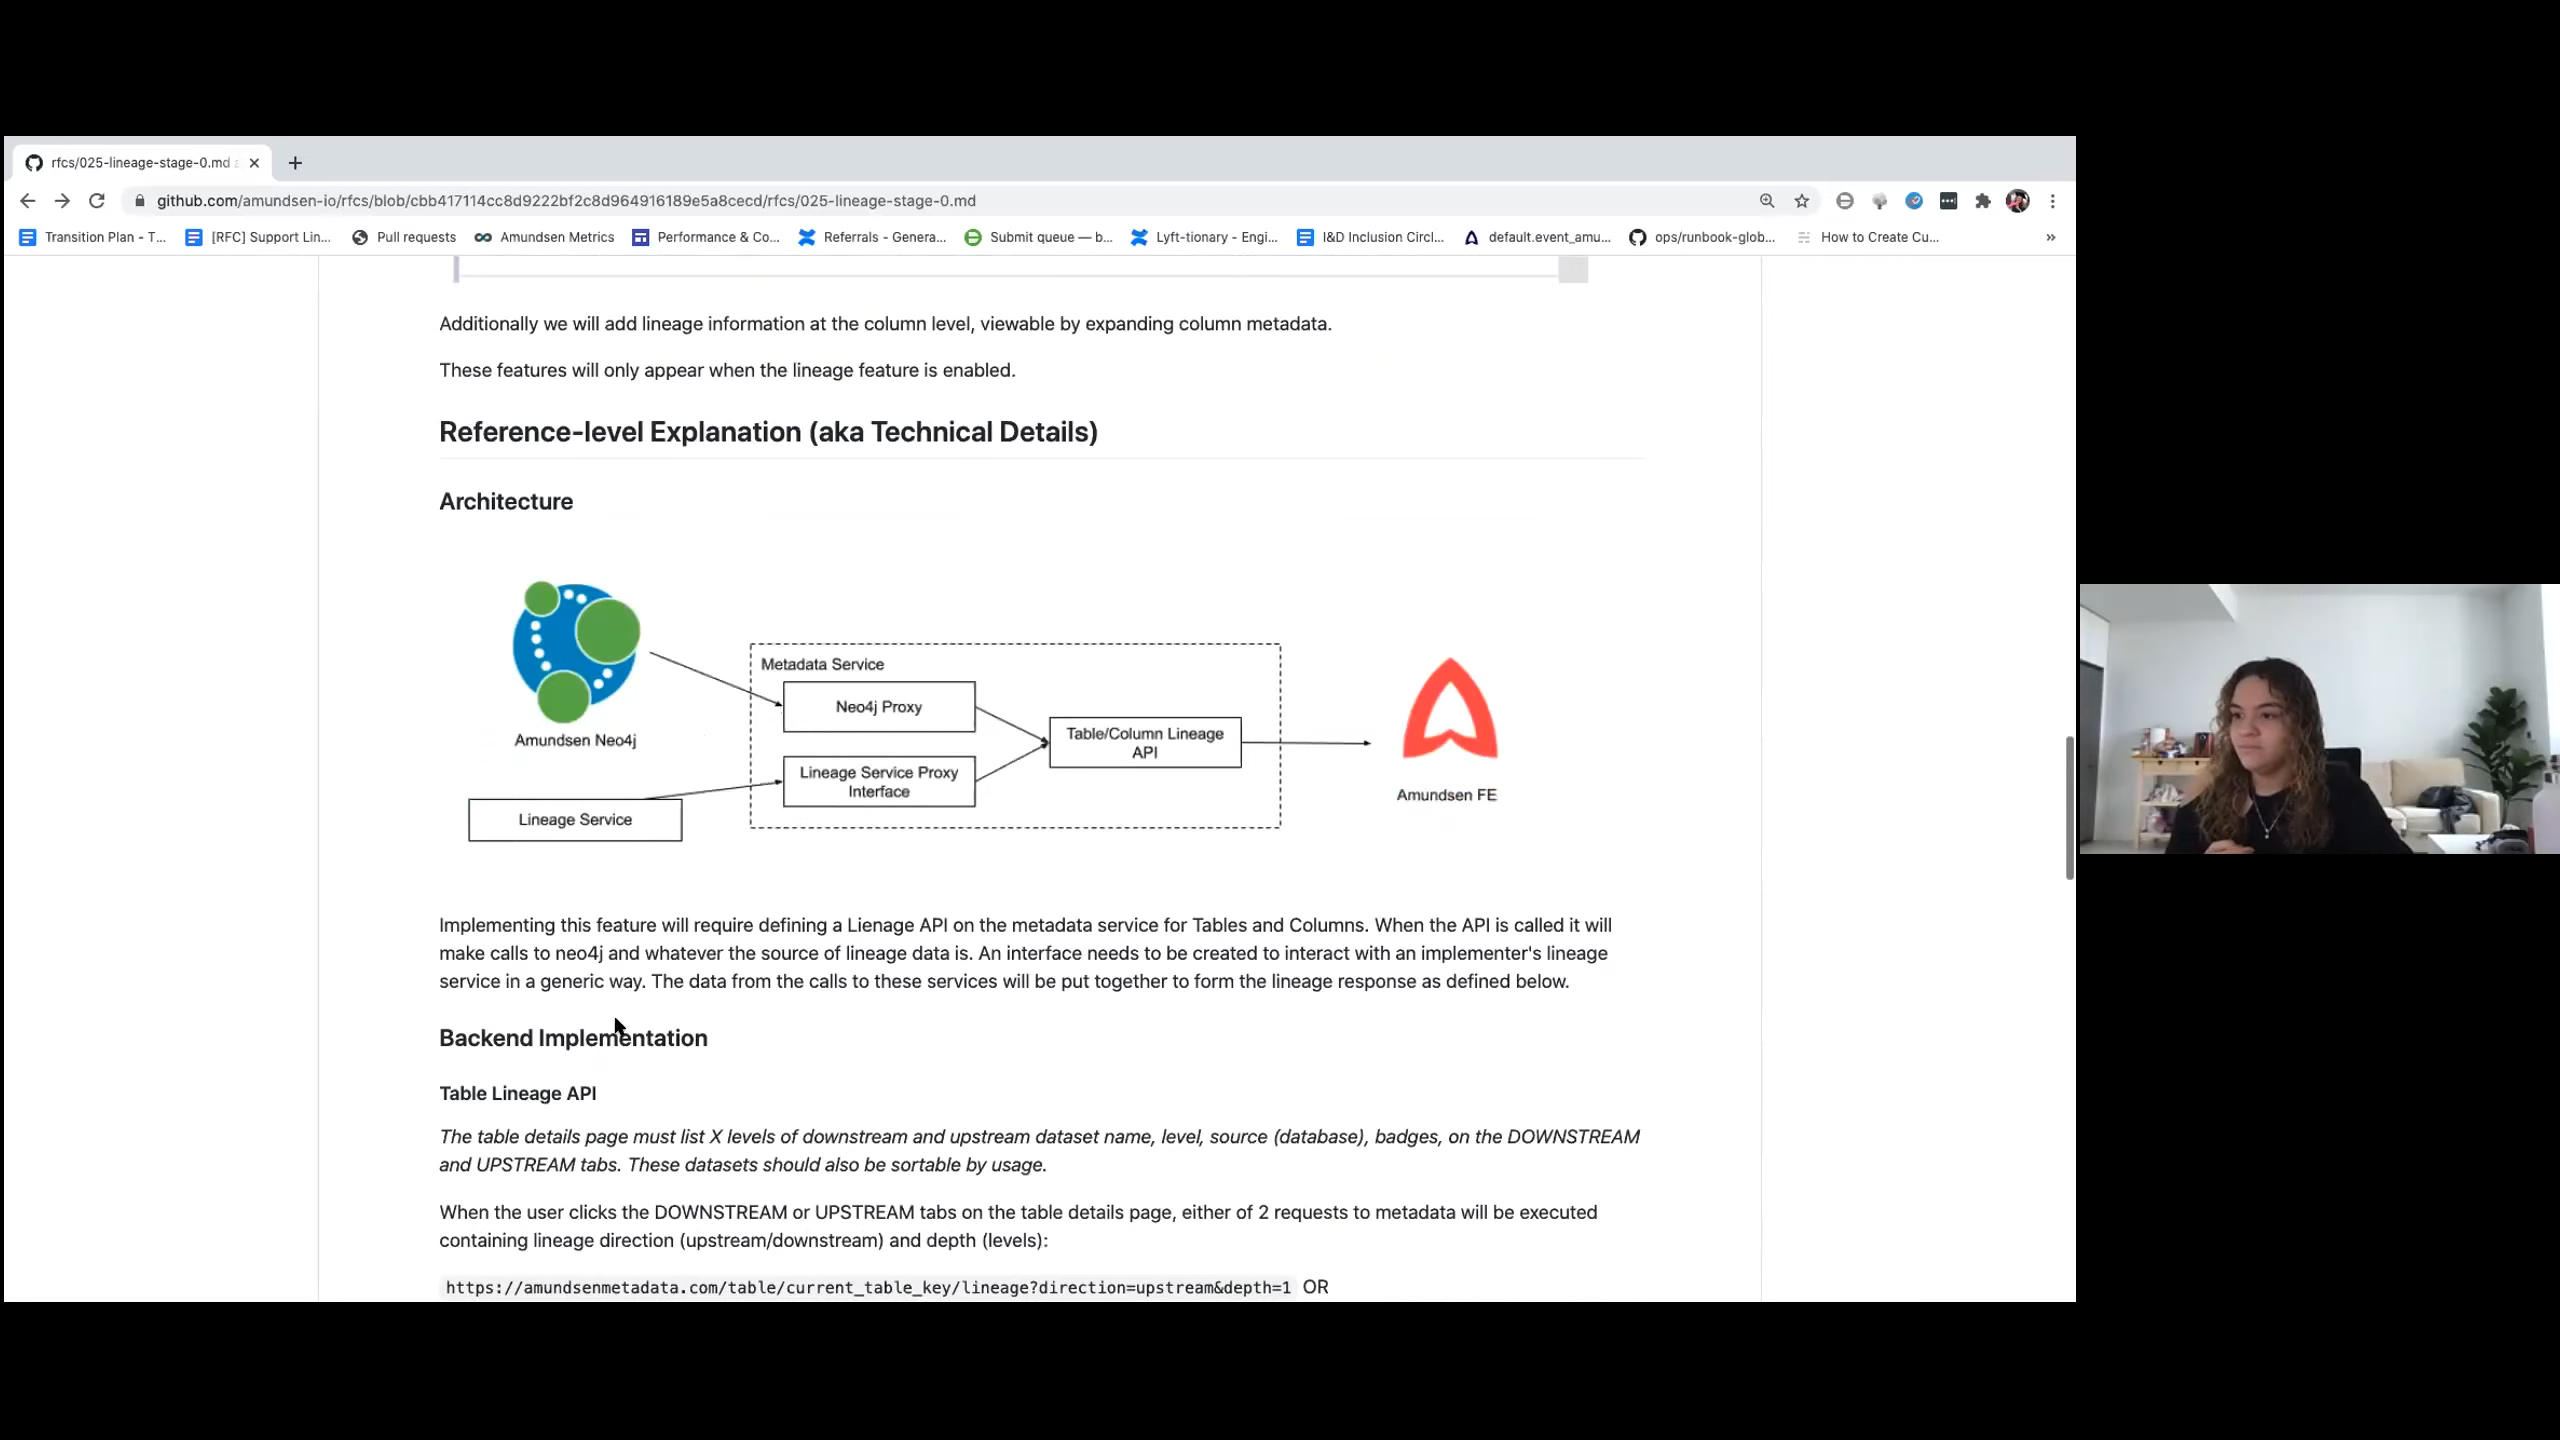 rfcs/025-lineage-stage-0.md
github.com/amundsen-io/rfcs/blob/cbb417114cc8d9222bf2c8d964916189e5a8cecd/rfcs/025-lineage-stage-0.md
Transition Plan - T... [RFC] Support Lin... Pull requests Amundsen Metrics Performance & Co... Referrals - Genera... Submit queue — b... Lyft-tionary - Engi... I&D Inclusion Circl... default.event_amu... ops/runbook-glob... How to Create Cu... »
Additionally we will add lineage information at the column level, viewable by expanding column metadata.
These features will only appear when the lineage feature is enabled.
Reference-level Explanation (aka Technical Details)
Architecture
Metadata Service
Neo4j Proxy
Amundsen Neo4j
Table/Column Lineage
API
Lineage Service Proxy
Interface
Amundsen FE
Lineage Service
Implementing this feature will require defining a Lienage API on the metadata service for Tables and Columns. When the API is called it will
make calls to neo4j and whatever the source of lineage data is. An interface needs to be created to interact with an implementer's lineage
service in a generic way. The data from the calls to these services will be put together to form the lineage response as defined below.
Backend Implementation
Table Lineage API
The table details page must list X levels of downstream and upstream dataset name, level, source (database), badges, on the DOWNSTREAM
and UPSTREAM tabs. These datasets should also be sortable by usage.
When the user clicks the DOWNSTREAM or UPSTREAM tabs on the table details page, either of 2 requests to metadata will be executed
containing lineage direction (upstream/downstream) and depth (levels):
https://amundsenmetadata.com/table/current_table_key/lineage?direction=upstream&depth=1 OR